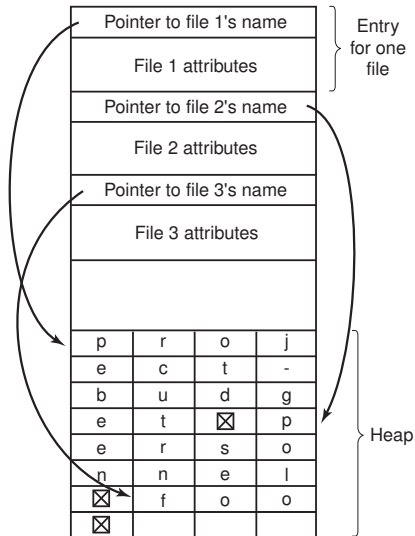 Pointer to file 1's name
Entry
for one
file
File 1 attributes
Pointer to file 2's name
File 2 attributes
Pointer to file 3's name
File 3 attributes
p r o j
e c t -
b u d g
e t ☒ p
e r s o
n n e l
☒ f o o
☒
Heap